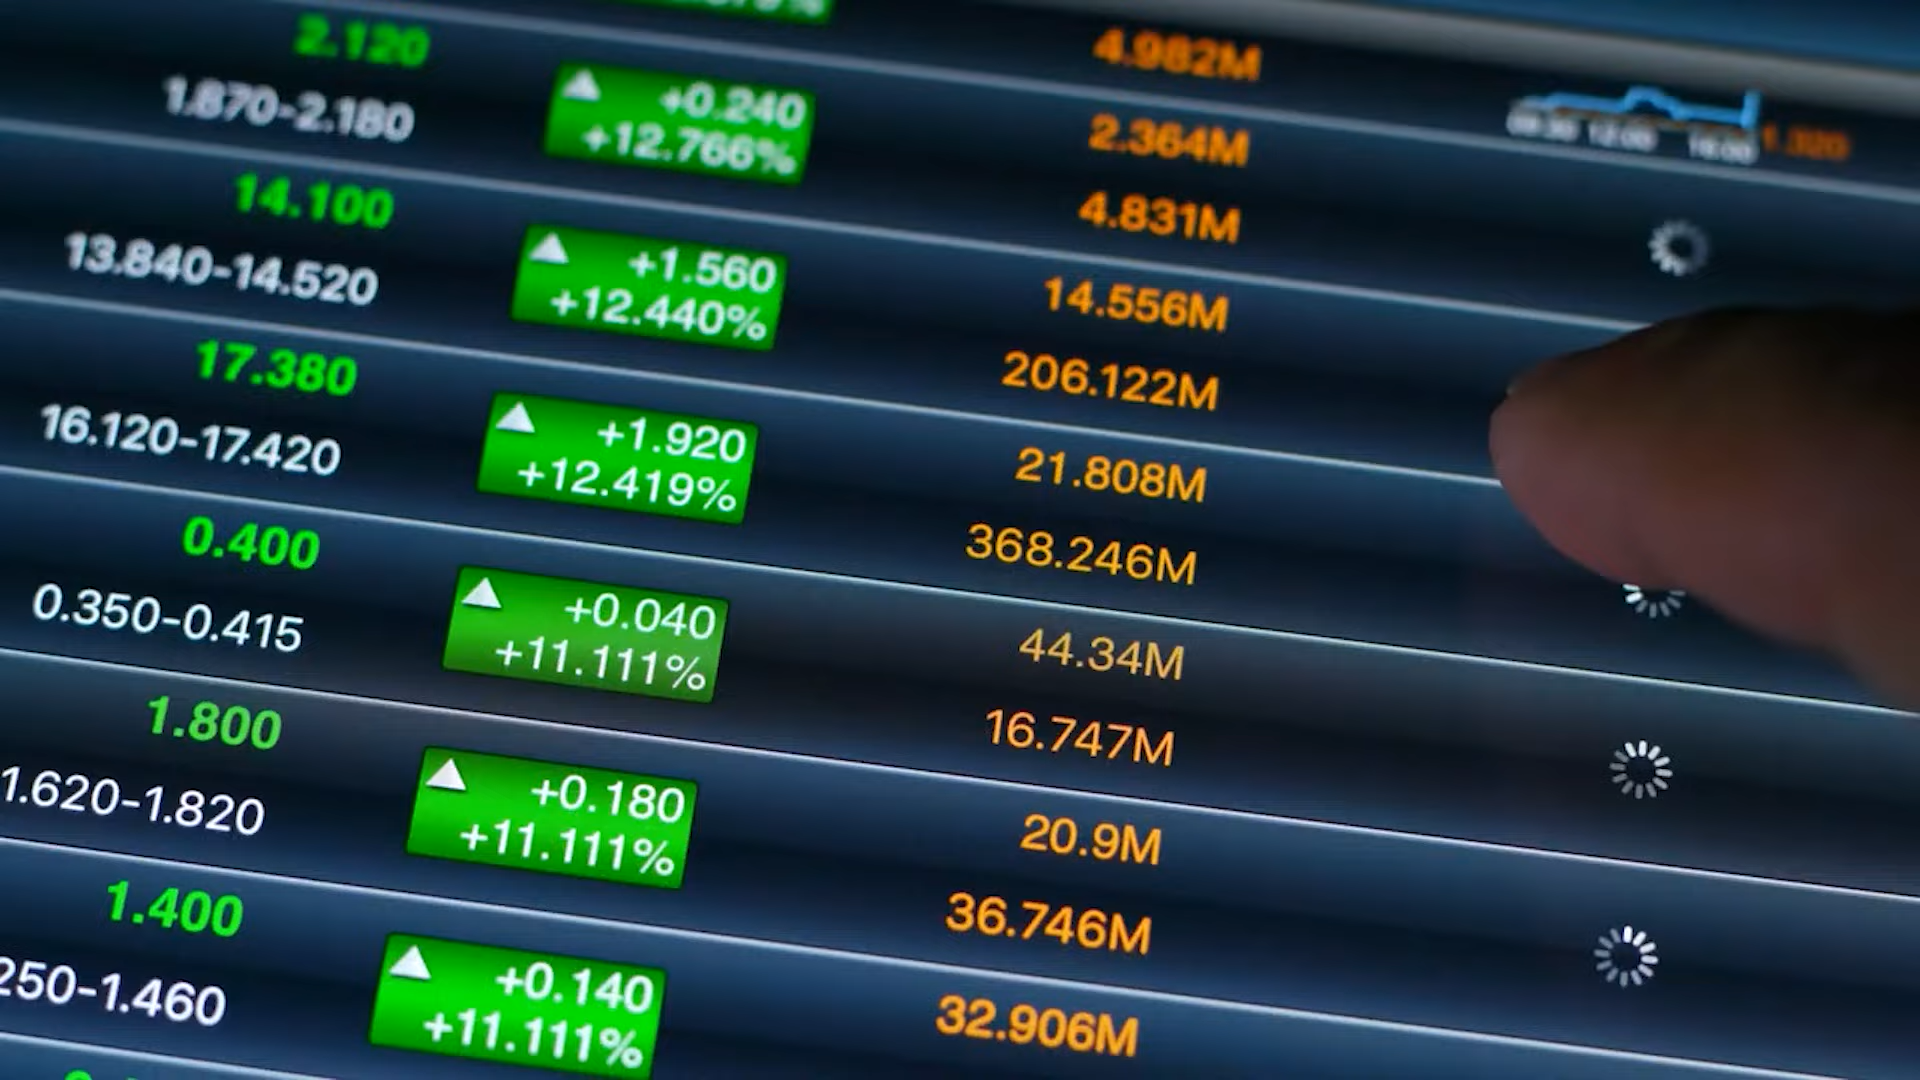 4.982M
2.120
1.870-2.180
+0.240
+12.766%
2.364M
4.831M
14.100
13.840-14.520
+1.560
+12.440%
14.556M
206.122M
17.380
16.120-17.420
+1.920
+12.419%
21.808M
368.246M
0.400
0.350-0.415
+0.040
+11.111%
44.34M
16.747M
1.800
1.620-1.820
+0.180
+11.111%
20.9M
36.746M
1.400
250-1.460
+0.140
+11.111%
32.906M